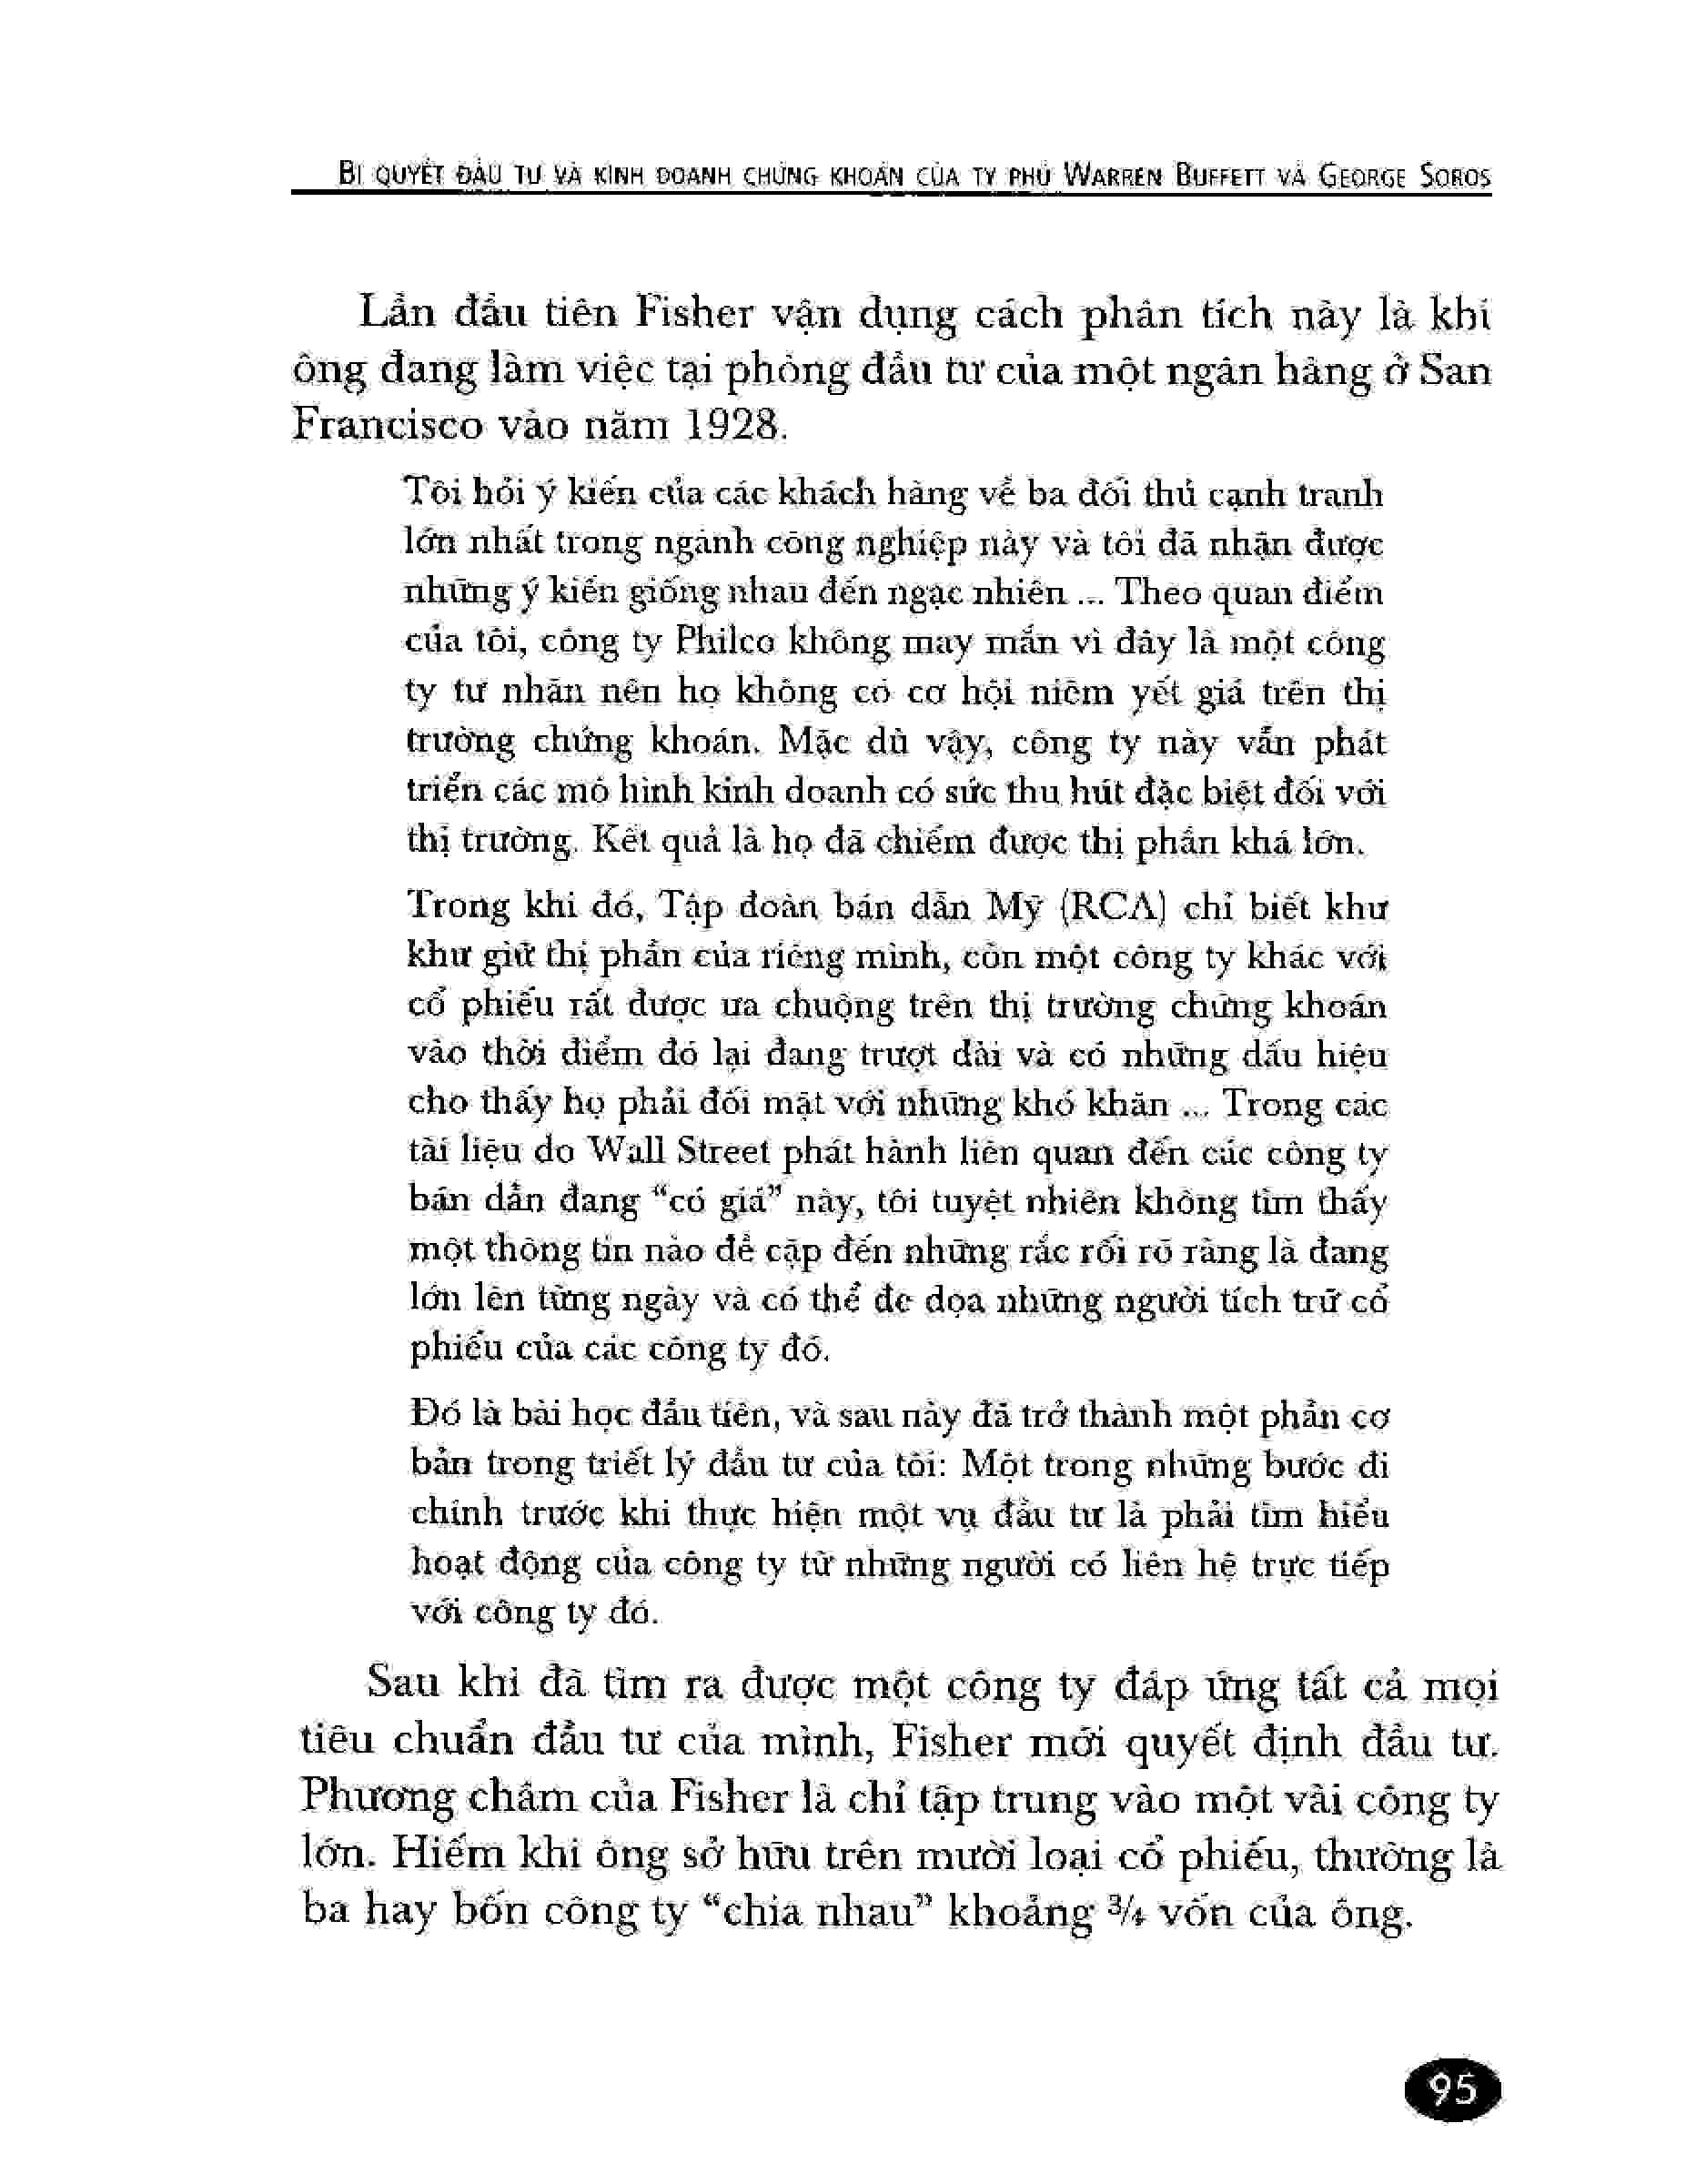 BÍ QUYẾT ĐẦU TƯ VÀ KINH DOANH CHỨNG KHOÁN CỦA TỶ PHÚ WARREN BUFFETT VÀ GEORGE SOROS
Lần đầu tiên Fisher vận dụng cách phân tích này là khi
ông đang làm việc tại phòng đầu tư của một ngân hàng ở San
Francisco vào năm 1928.
Tôi hỏi ý kiến của các khách hàng về ba đối thủ cạnh tranh
lớn nhất trong ngành công nghiệp này và tôi đã nhận được
những ý kiến giống nhau đến ngạc nhiên ... Theo quan điểm
của tôi, công ty Philco không may mắn vì đây là một công
ty tư nhân nên họ không có cơ hội niêm yết giá trên thị
trường chứng khoán. Mặc dù vậy, công ty này vẫn phát
triển các mô hình kinh doanh có sức thu hút đặc biệt đối với
thị trường. Kết quả là họ đã chiếm được thị phần khá lớn.
Trong khi đó, Tập đoàn bán dẫn Mỹ (RCA) chỉ biết khư
khư giữ thị phần của riêng mình, còn một công ty khác với
cổ phiếu rất được ưa chuộng trên thị trường chứng khoán
vào thời điểm đó lại đang trượt dài và có những dấu hiệu
cho thấy họ phải đối mặt với những khó khăn ... Trong các
tài liệu do Wall Street phát hành liên quan đến các công ty
bán dẫn đang “có giá” này, tôi tuyệt nhiên không tìm thấy
một thông tin nào đề cập đến những rắc rối rõ ràng là đang
lớn lên từng ngày và có thể đe dọa những người tích trữ cổ
phiếu của các công ty đó.
Đó là bài học đầu tiên, và sau này đã trở thành một phần cơ
bản trong triết lý đầu tư của tôi: Một trong những bước đi
chính trước khi thực hiện một vụ đầu tư là phải tìm hiểu
hoạt động của công ty từ những người có liên hệ trực tiếp
với công ty đó.
Sau khi đã tìm ra được một công ty đáp ứng tất cả mọi
tiêu chuẩn đầu tư của mình, Fisher mới quyết định đầu tư.
Phương châm của Fisher là chỉ tập trung vào một vài công ty
lớn. Hiếm khi ông sở hữu trên mười loại cổ phiếu, thường là
ba hay bốn công ty “chia nhau” khoảng ¾ vốn của ông.
95